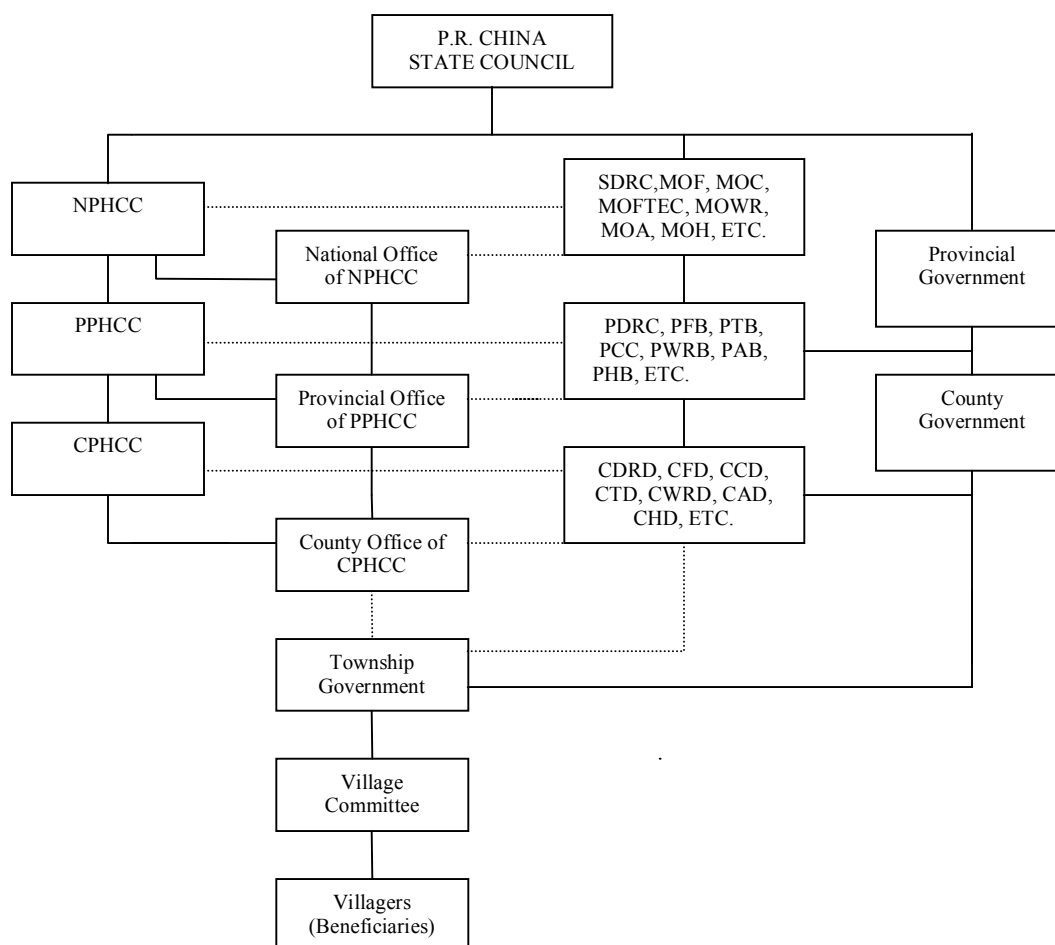 P.R. CHINA
STATE COUNCIL
NPHCC
SDRC,MOF, MOC,
MOFTEC, MOWR,
MOA, MOH, ETC.
National Office
of NPHCC
Provincial
Government
PPHCC
PDRC, PFB, PTB,
PCC, PWRB, PAB,
PHB, ETC.
Provincial Office
of PPHCC
County
Government
CPHCC
CDRD, CFD, CCD,
CTD, CWRD, CAD,
CHD, ETC.
County Office of
CPHCC
Township
Government
Village
Committee
Villagers
(Beneficiaries)